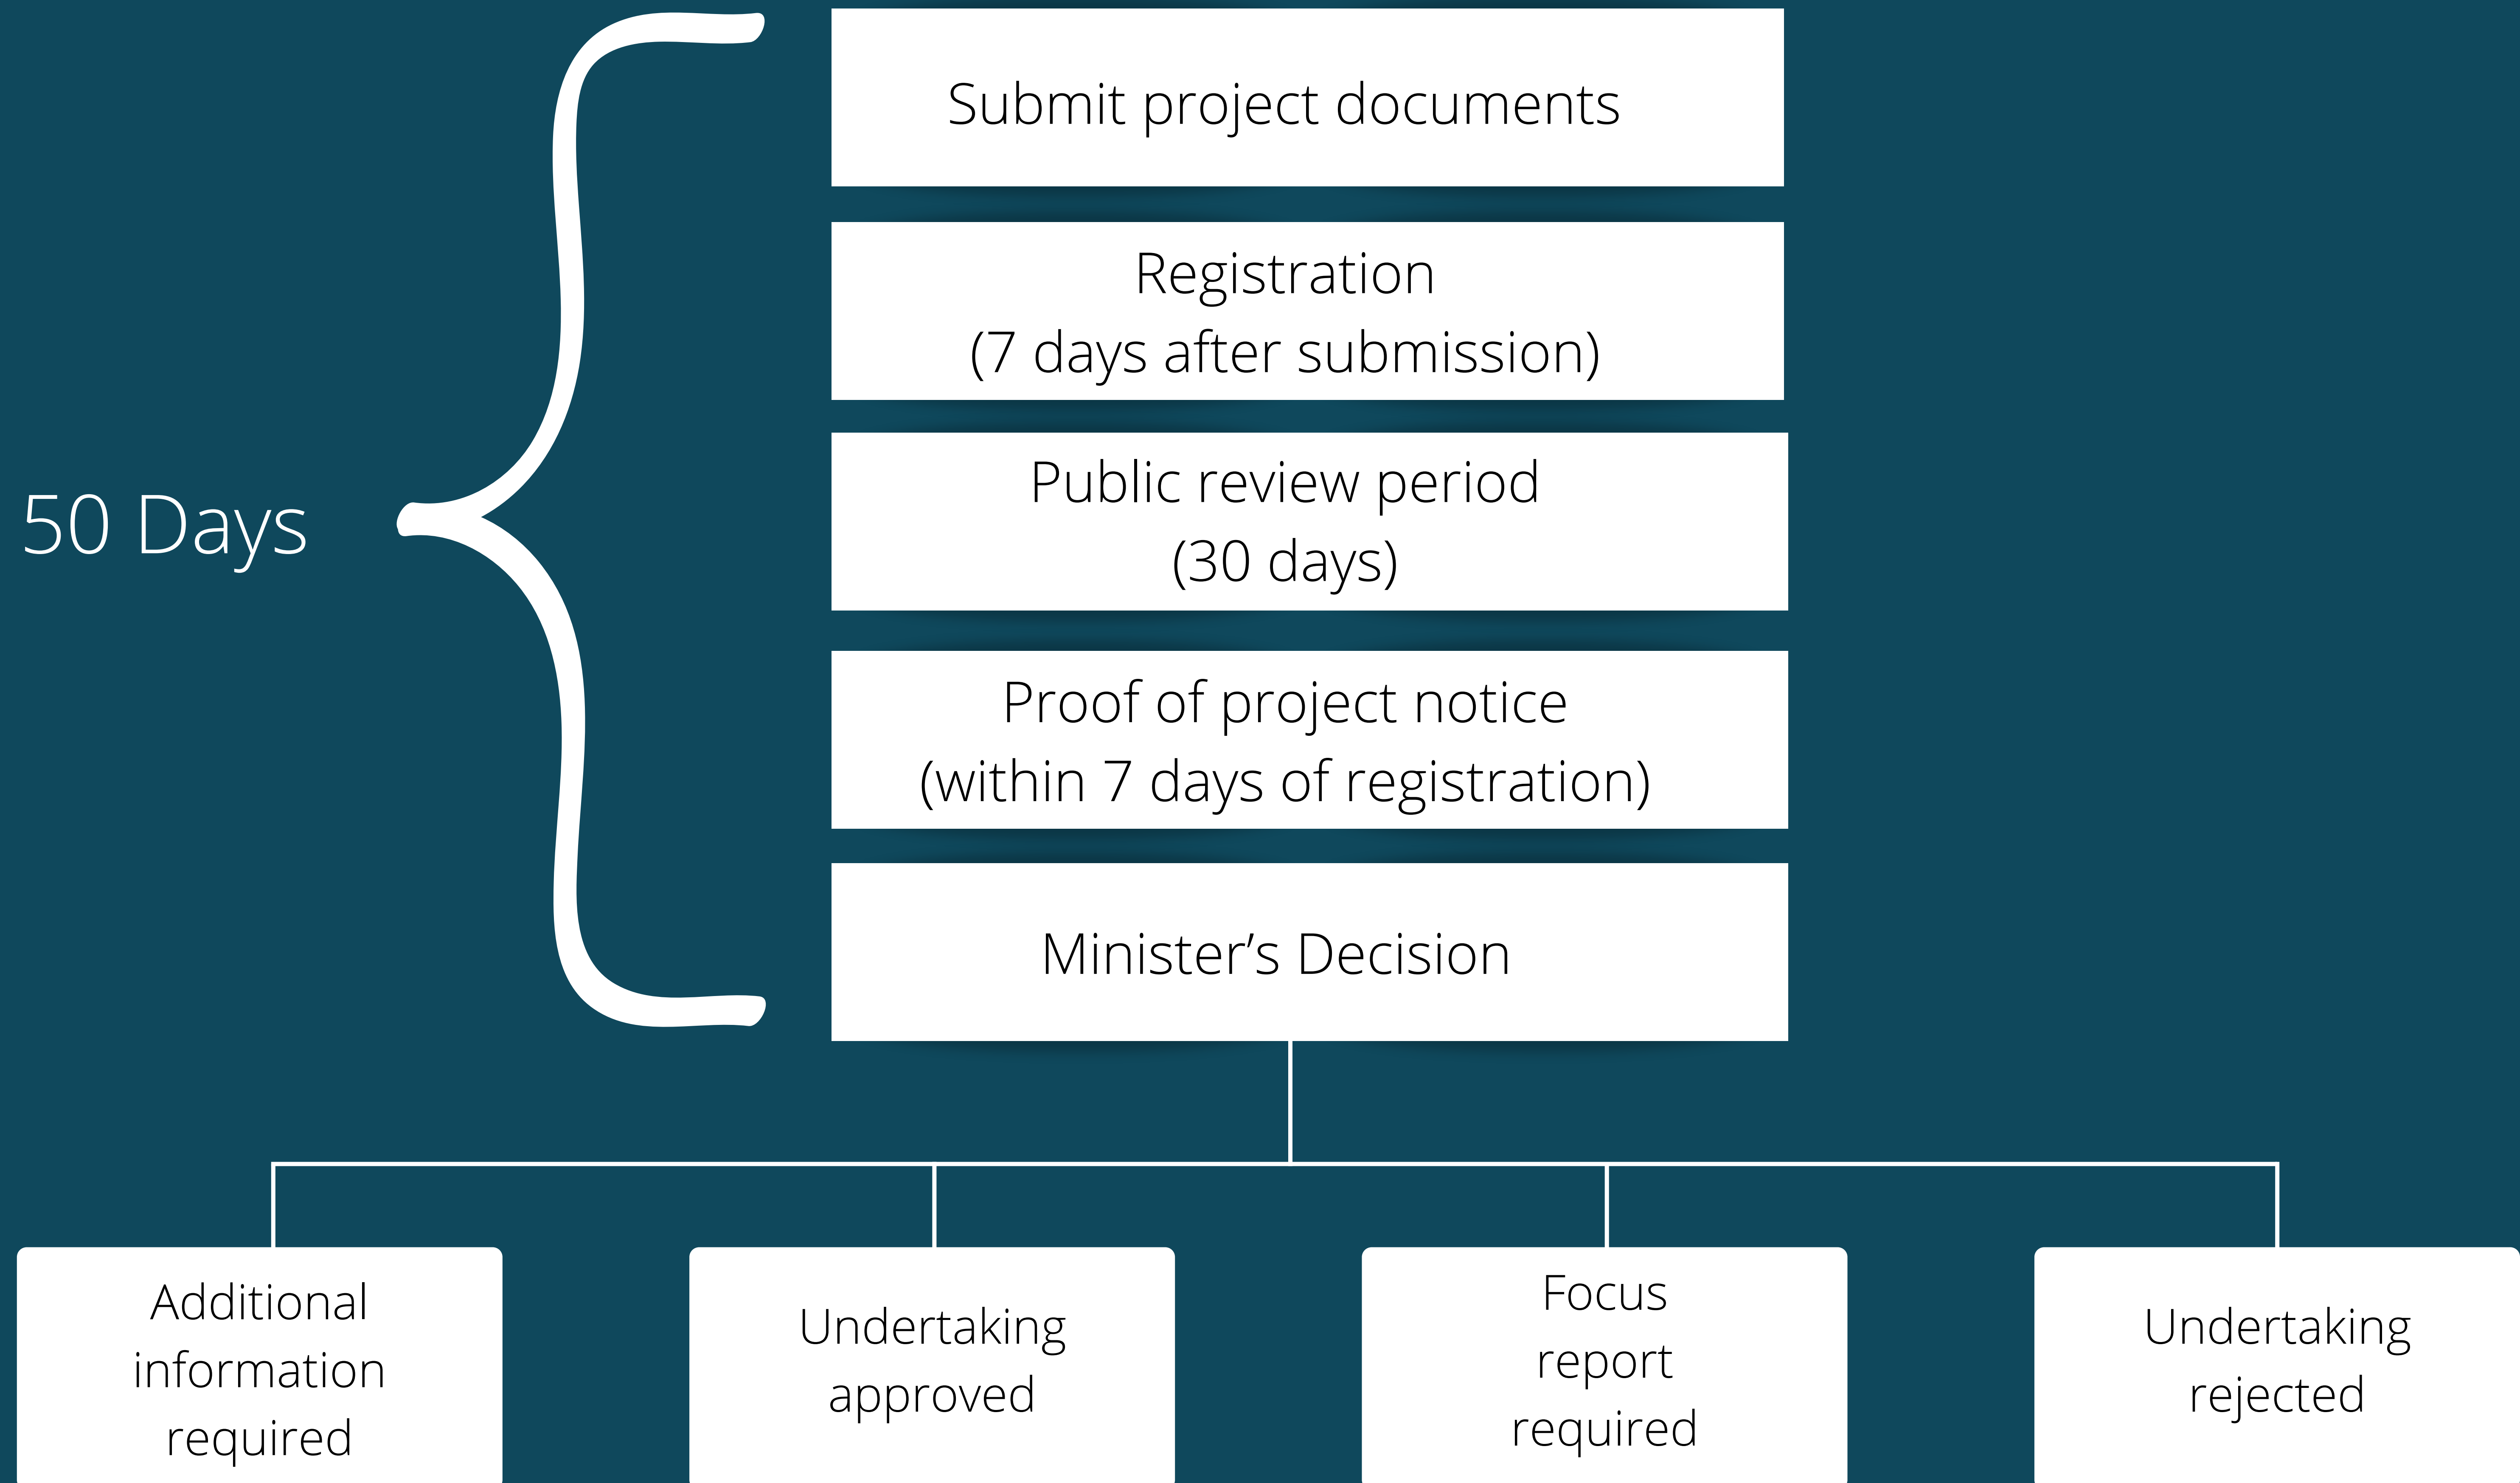 Submit project documents
Registration
(7 days after submission)
Public review period
(30 days)
50 Days
Proof of project notice
(within 7 days of registration)
Minister’s Decision
Additional
information
required
Undertaking
approved
Focus
report
required
Undertaking
rejected